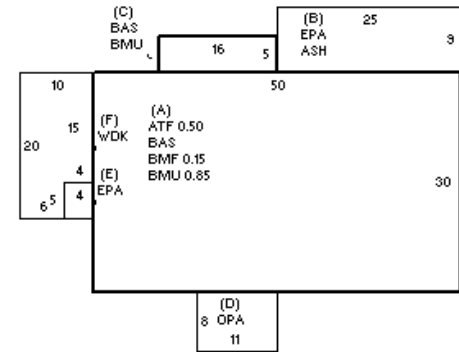 (C)
BAS
BMU
16
5
(B)
EPA
ASH
25
9
10
50
15
20
(F)
WDK
(A)
ATF 0.50
BAS
BMF 0.15
BMU 0.85
4
(E)
EPA
4
5
6
30
(D)
OPA
8
11